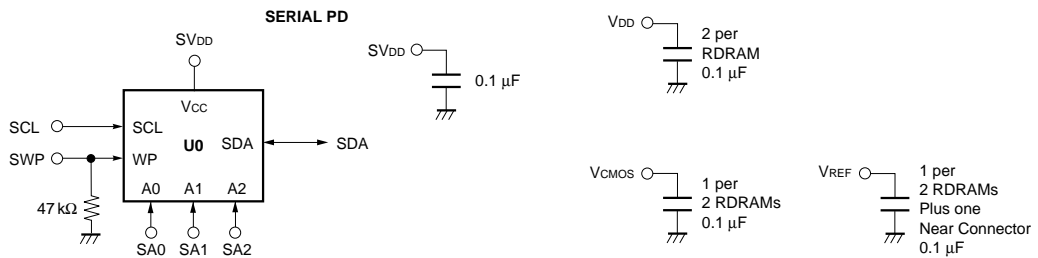 SERIAL PD
SVDD
VCC
SCL
SCL
U0
SDA
SDA
SWP
WP
A0 A1 A2
47 kΩ
SA0 SA1 SA2
SVDD
0.1 μF
VDD
2 per
RDRAM
0.1 μF
VCMOS
1 per
2 RDRAMs
0.1 μF
VREF
1 per
2 RDRAMs
Plus one
Near Connector
0.1 μF